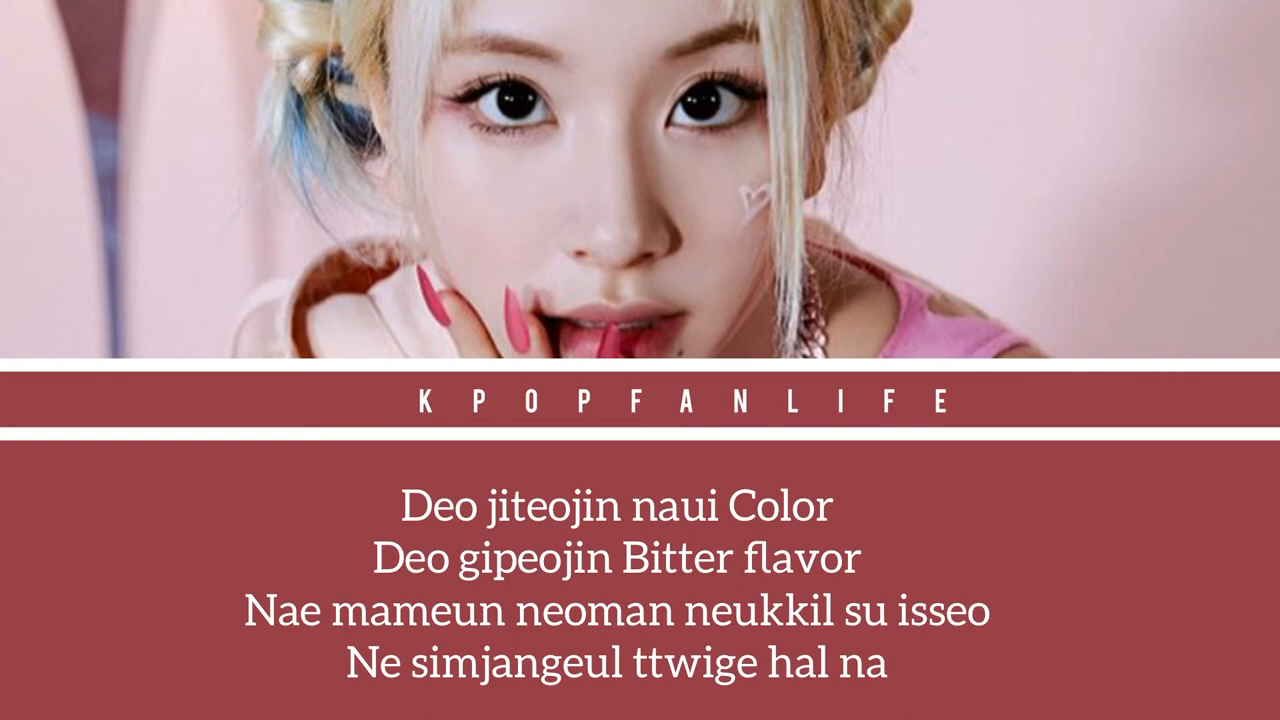 KPOPFANLIFE
Deo jiteojin naui Color
Deo gipeojin Bitter flavor
Nae mameun neoman neukkil su isseo
Ne simjangeul ttwige hal na